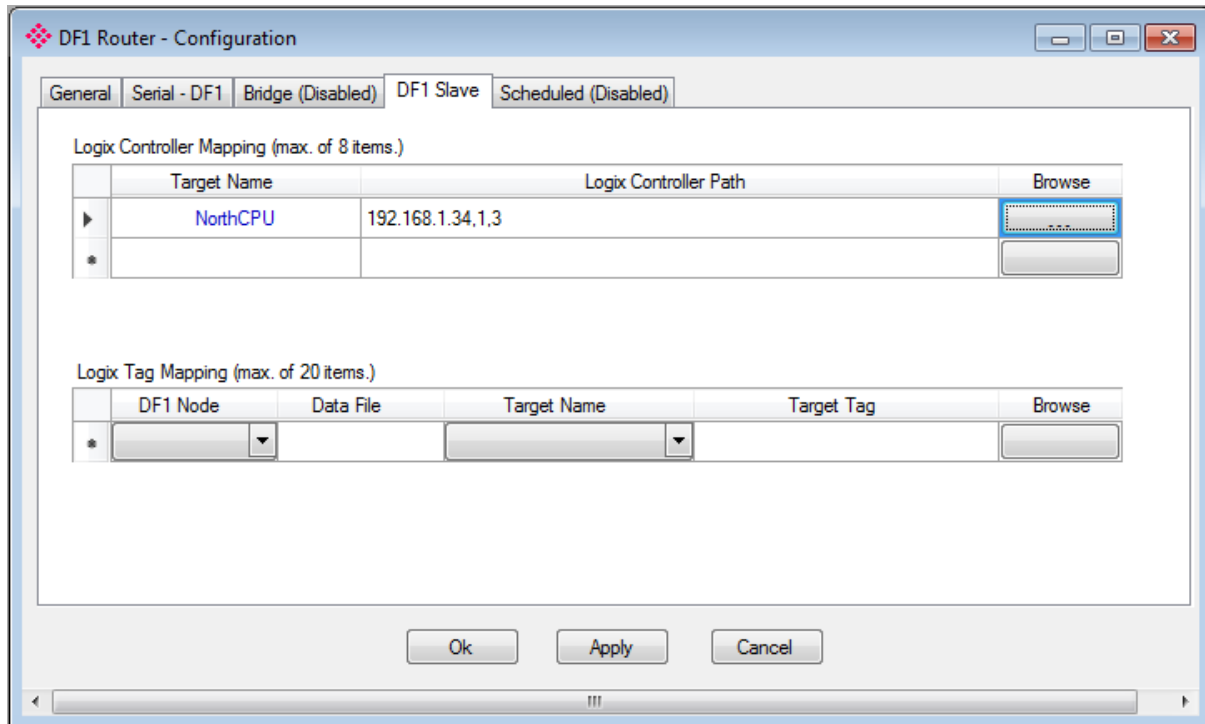 DF1 Router - Configuration
General Serial - DF1 Bridge (Disabled) DF1 Slave Scheduled (Disabled)
Logix Controller Mapping (max. of 8 items.)
Target Name Logix Controller Path Browse
NorthCPU 192.168.1.34,1,3 ...
Logix Tag Mapping (max. of 20 items.)
DF1 Node Data File Target Name Target Tag Browse
Ok Apply Cancel